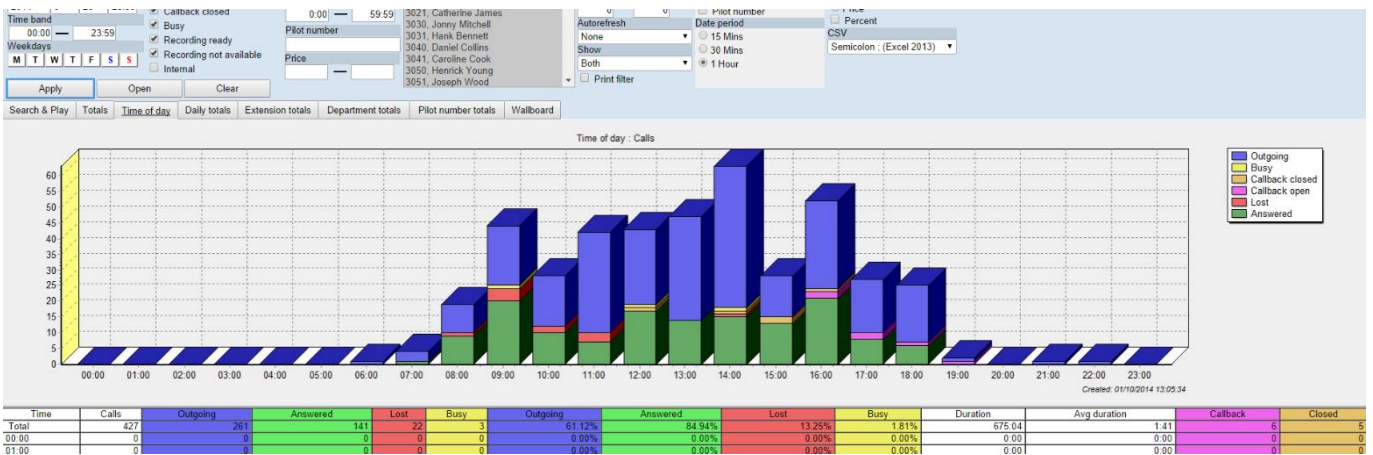 Callback closed
0:00 — 59:59
3021, Catherine James
0 0
Pilot number
Time band
Busy
3030, Jonny Mitchell
Autorefresh
Date period
Percent
00:00 — 23:59
Recording ready
Pilot number
3031, Hank Bennett
None
15 Mins
CSV
Weekdays
Recording not available
3040, Daniel Collins
Show
30 Mins
Semicolon ; (Excel 2013)
M T W T F S S
Internal
Price
3041, Caroline Cook
Both
1 Hour
—
3050, Henrick Young
Print filter
3051, Joseph Wood
Apply Open Clear
Search & Play Totals Time of day Daily totals Extension totals Department totals Pilot number totals Wallboard
Time of day : Calls
Outgoing
Busy
Callback closed
Callback open
Lost
Answered
60
55
50
45
40
35
30
25
20
15
10
5
0
00:00 01:00 02:00 03:00 04:00 05:00 06:00 07:00 08:00 09:00 10:00 11:00 12:00 13:00 14:00 15:00 16:00 17:00 18:00 19:00 20:00 21:00 22:00 23:00
Created: 01/10/2014 13:05:34
Time Calls Outgoing Answered Lost Busy Outgoing Answered Lost Busy Duration Avg duration Callback Closed
Total 427 261 141 22 3 61.12% 84.94% 13.25% 1.81% 675:04 1:41 6 5
00:00 0 0 0 0 0 0.00% 0.00% 0.00% 0.00% 0:00 0:00 0 0
01:00 0 0 0 0 0 0.00% 0.00% 0.00% 0.00% 0:00 0:00 0 0